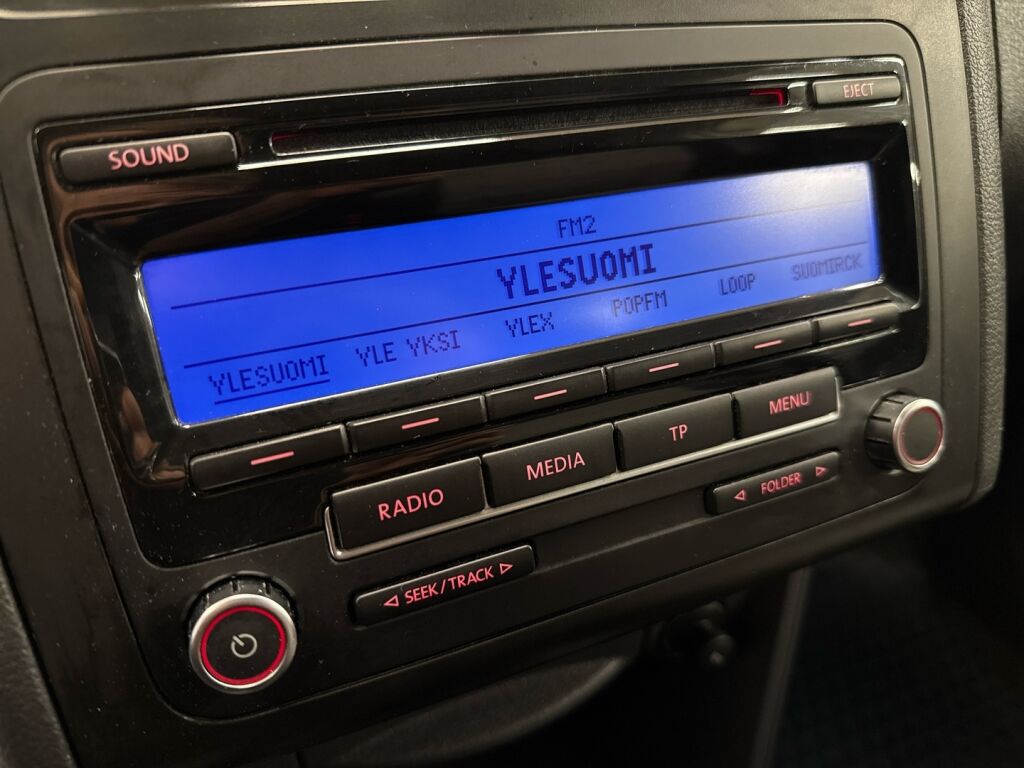 EJECT
SOUND
FM2
YLESUOMI
YLESUOMI YLE YKSI YLEX POPFM LOOP SUOMIRCK
RADIO MEDIA TP MENU
◁ FOLDER ▷
◁ SEEK/TRACK ▷